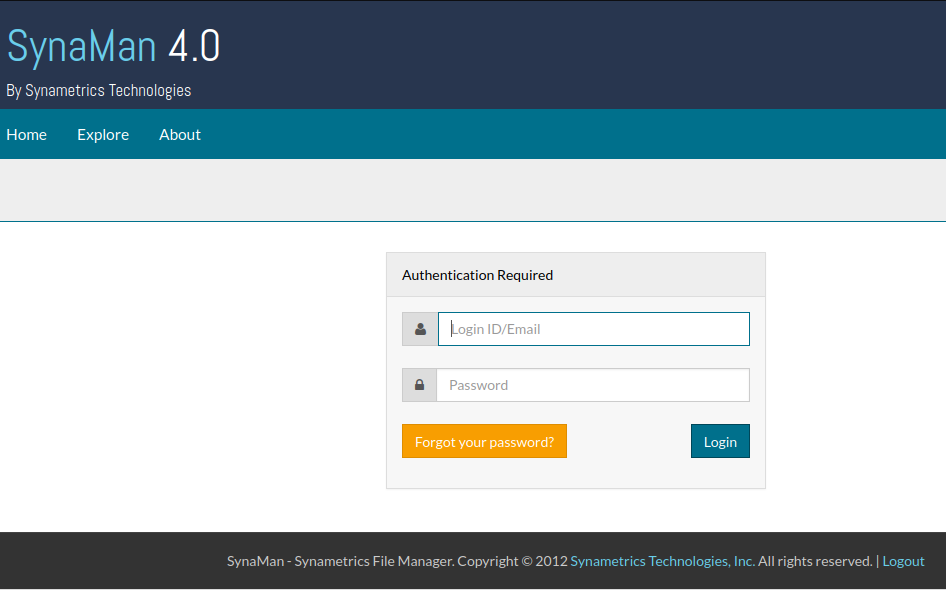 SynaMan 4.0
By Synametrics Technologies
Home Explore About
Authentication Required
Login ID/Email
Password
Forgot your password? Login
SynaMan - Synametrics File Manager. Copyright © 2012 Synametrics Technologies, Inc. All rights reserved. | Logout